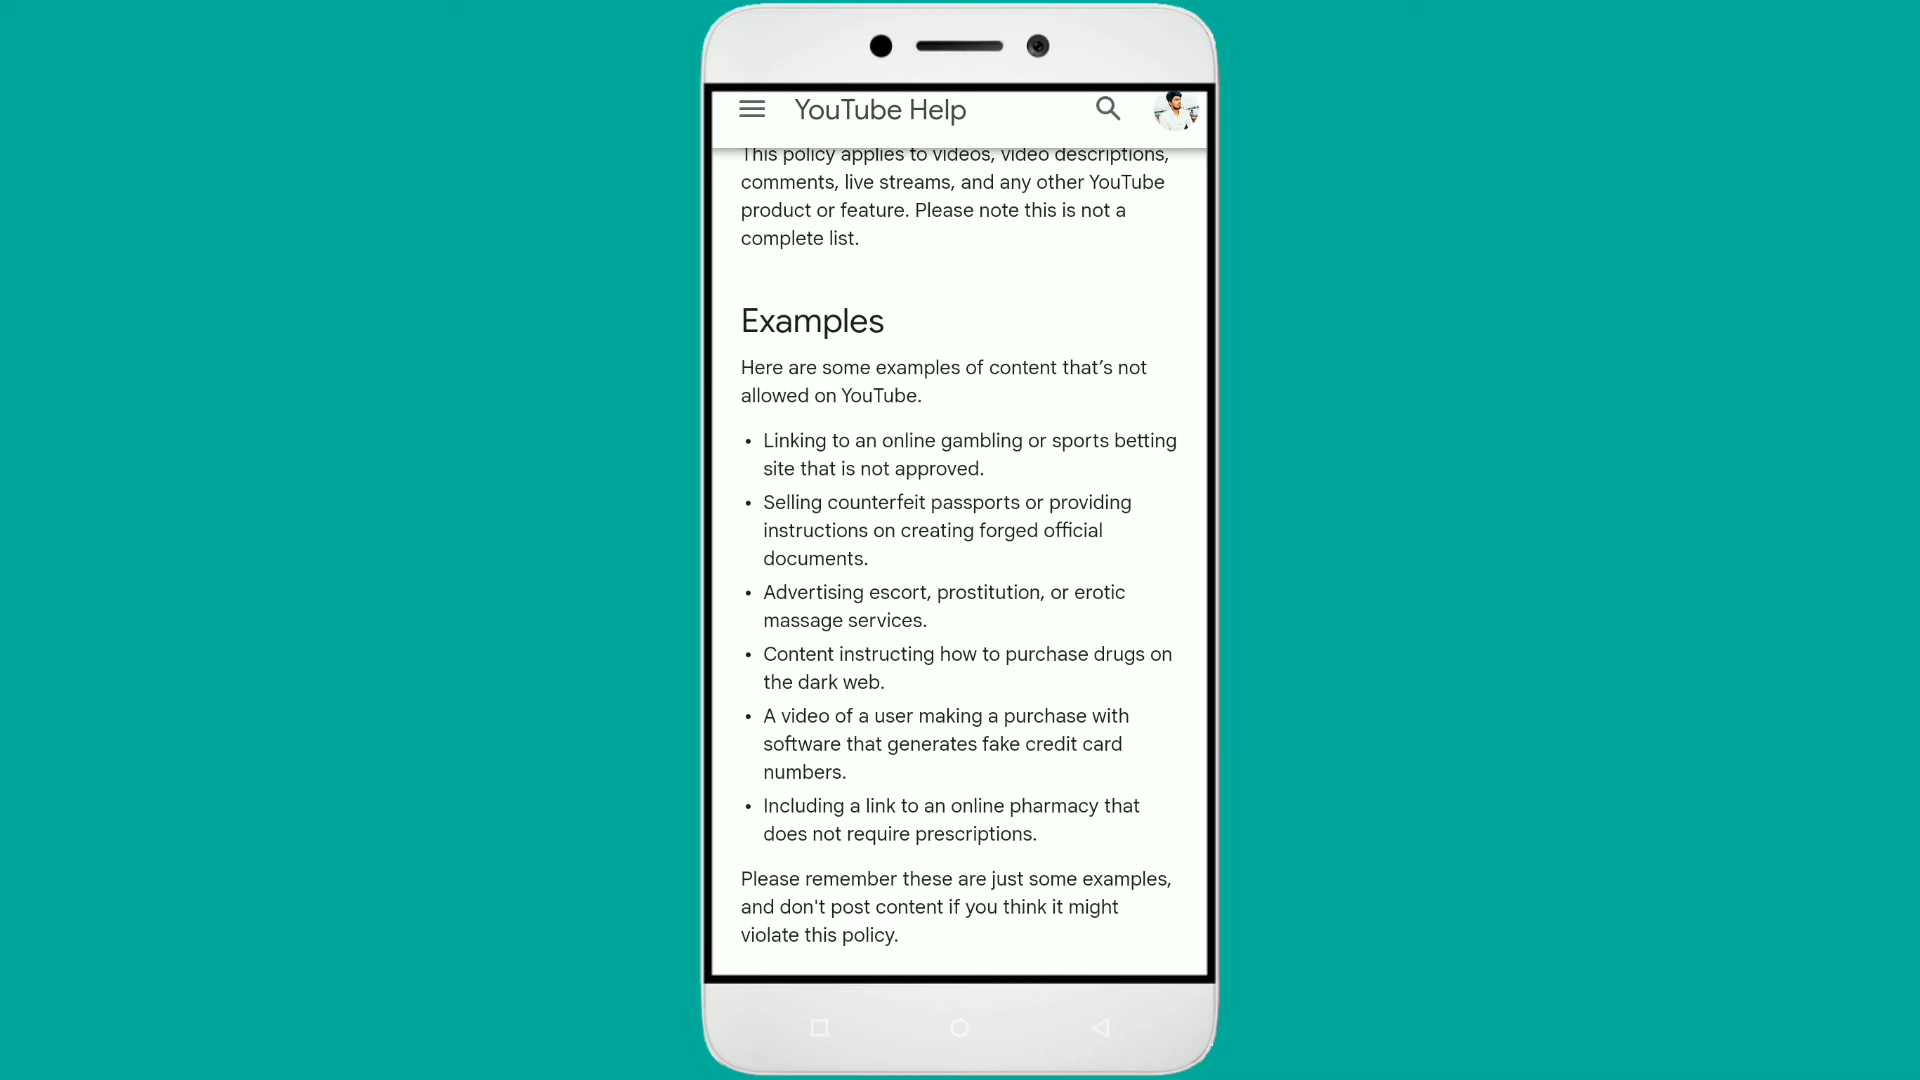 YouTube Help
This policy applies to videos, video descriptions,
comments, live streams, and any other YouTube
product or feature. Please note this is not a
complete list.
Examples
Here are some examples of content that’s not
allowed on YouTube.
• Linking to an online gambling or sports betting
site that is not approved.
• Selling counterfeit passports or providing
instructions on creating forged official
documents.
• Advertising escort, prostitution, or erotic
massage services.
• Content instructing how to purchase drugs on
the dark web.
• A video of a user making a purchase with
software that generates fake credit card
numbers.
• Including a link to an online pharmacy that
does not require prescriptions.
Please remember these are just some examples,
and don't post content if you think it might
violate this policy.